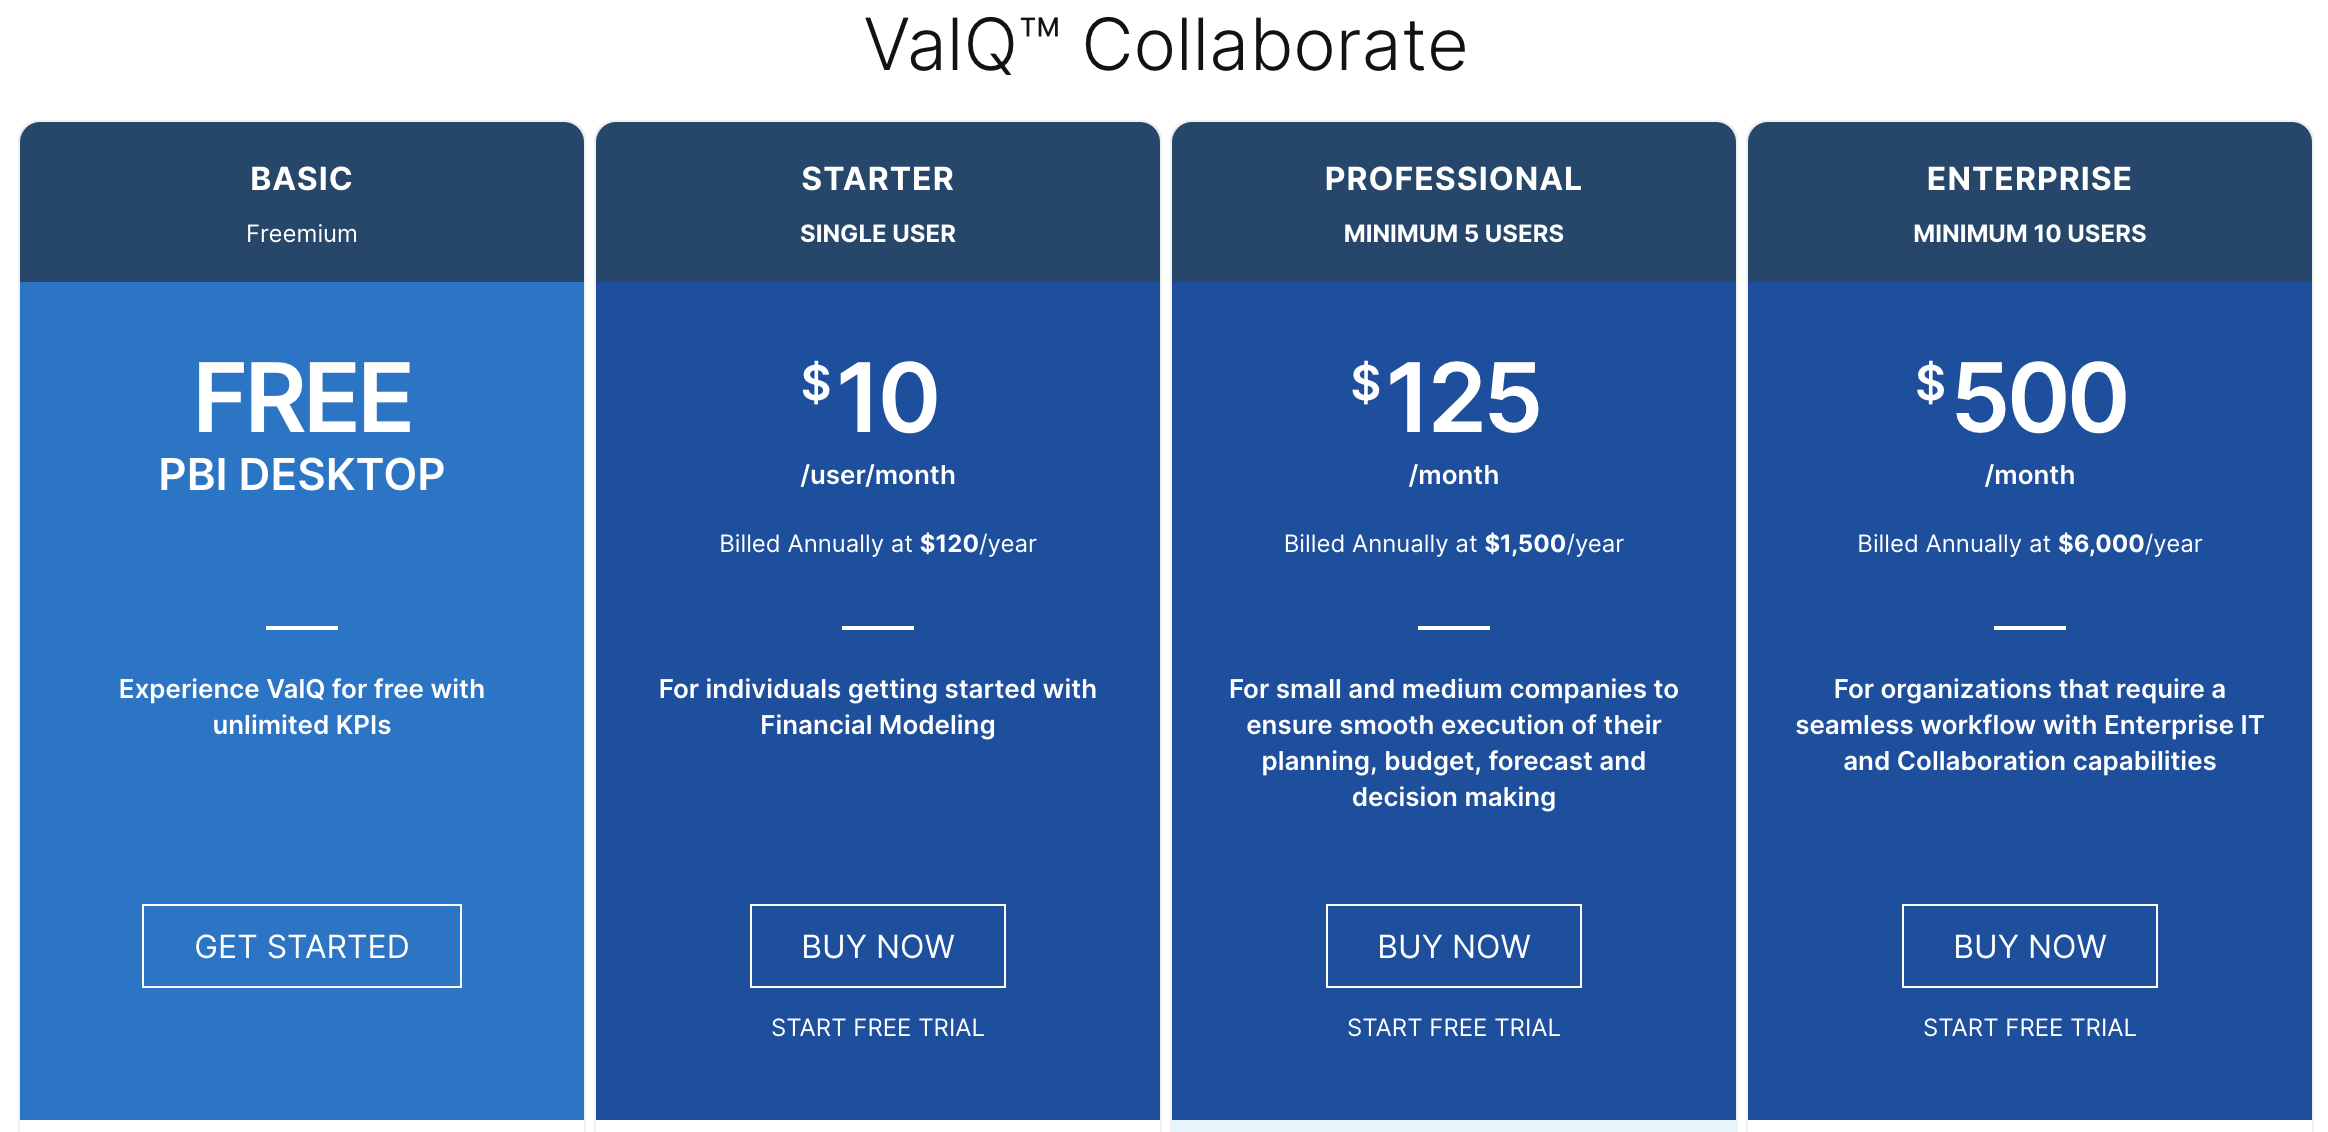 ValQ™ Collaborate
BASIC
Freemium
FREE
PBI DESKTOP
Experience ValQ for free with
unlimited KPIs
GET STARTED
STARTER
SINGLE USER
$10
/user/month
Billed Annually at $120/year
For individuals getting started with
Financial Modeling
BUY NOW
START FREE TRIAL
PROFESSIONAL
MINIMUM 5 USERS
$125
/month
Billed Annually at $1,500/year
For small and medium companies to
ensure smooth execution of their
planning, budget, forecast and
decision making
BUY NOW
START FREE TRIAL
ENTERPRISE
MINIMUM 10 USERS
$500
/month
Billed Annually at $6,000/year
For organizations that require a
seamless workflow with Enterprise IT
and Collaboration capabilities
BUY NOW
START FREE TRIAL